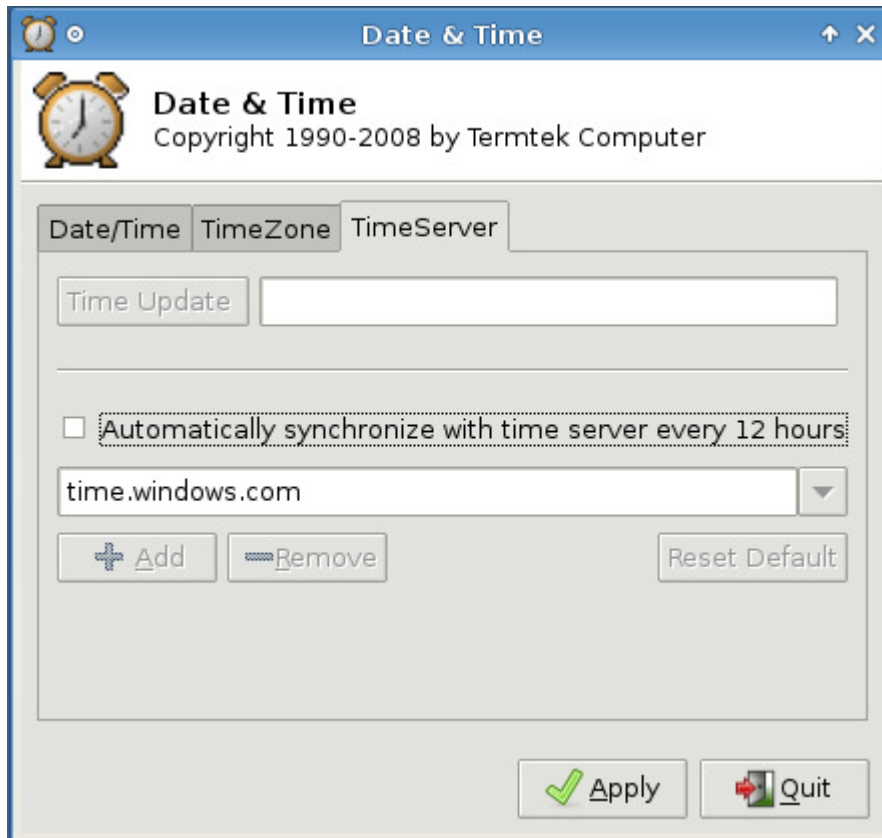 Date & Time
Date & Time
Copyright 1990-2008 by Termtek Computer
Date/Time TimeZone TimeServer
Time Update
Automatically synchronize with time server every 12 hours
time.windows.com
Add Remove Reset Default
Apply Quit